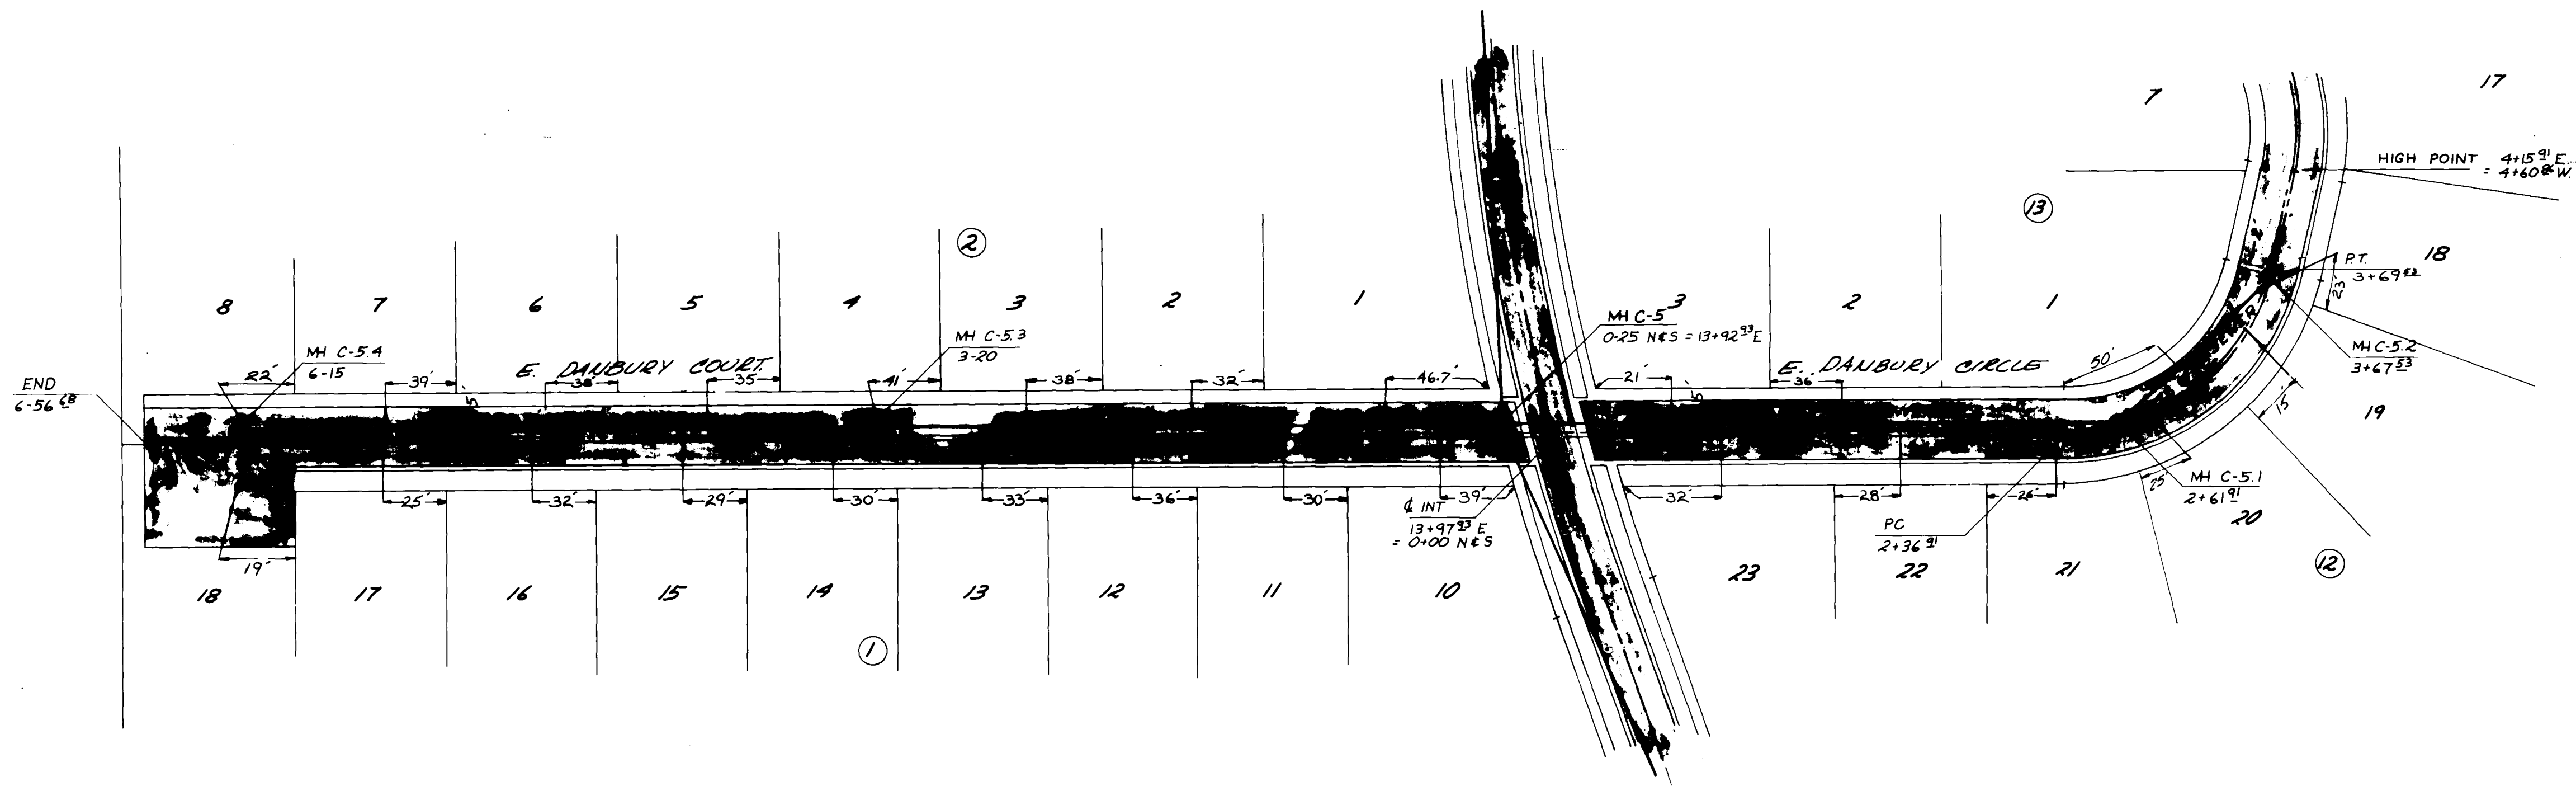 17
7
HIGH POINT 4+15 91 E.
= 4+60 86 W.
13
2
18
P.T.
3+69
23'
8 7 6 5 4 3 2 1
3 2 1
MH C-5
0-25 N&S = 13+92 93 E
MH C-5.4
6-15
MH C-5.3
3-20
MH C-5.2
3+67 53
E. DANBURY COURT.
E. DANBURY CIRCLE
50'
END
6-56 68
22' 39' 38' 35' 41' 38' 32' 46.7' 21' 36'
5'
5'
15'
19
25' 32' 29' 30' 33' 36' 30' 39' 32' 28' 26' 25'
MH C-5.1
2+61 91
20
℄ INT
13+97 93 E
= 0+00 N&S
PC
2+36 91
19'
18 17 16 15 14 13 12 11 10 23 22 21
12
1